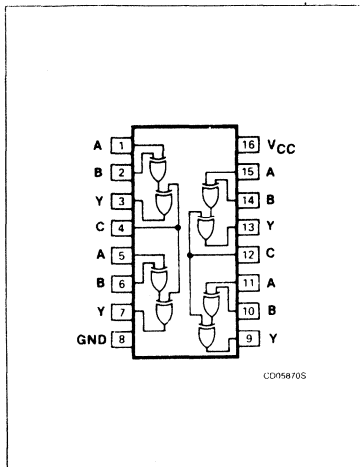 A 1 16 VCC
B 2 15 A
Y 3 14 B
C 4 13 Y
A 5 12 C
B 6 11 A
Y 7 10 B
GND 8 9 Y
CD05870S